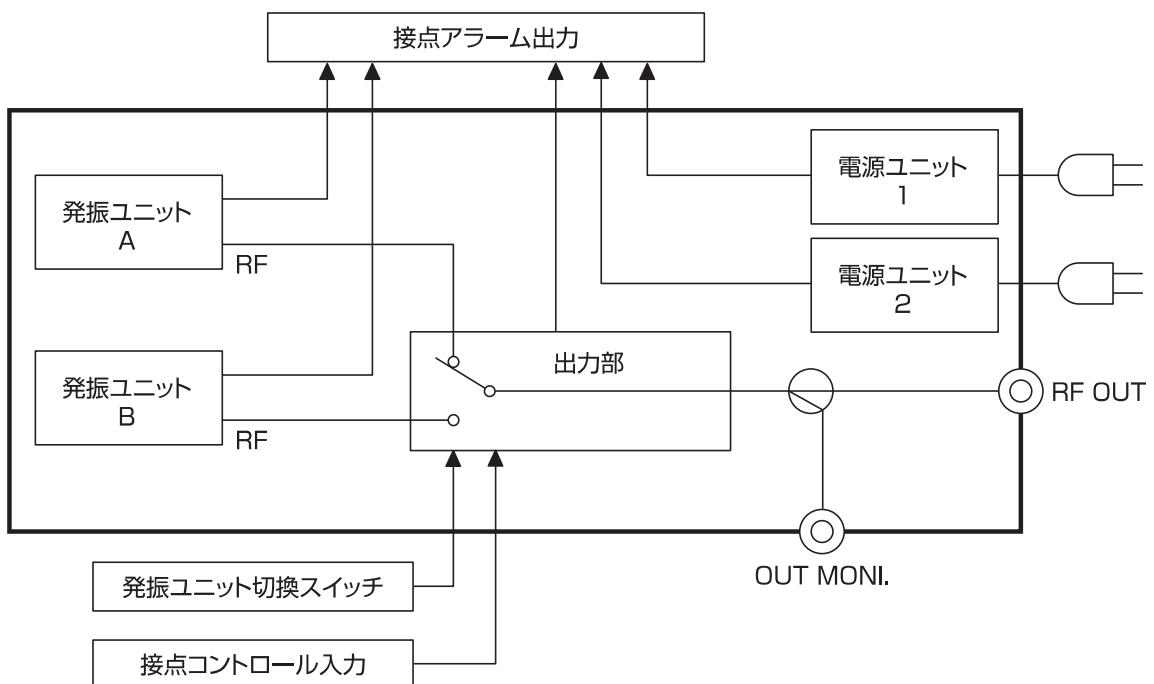 接点アラーム出力
電源ユニット
1
発振ユニット
A
RF
電源ユニット
2
出力部
発振ユニット
B
RF
RF OUT
OUT MONI.
発振ユニット切換スイッチ
接点コントロール入力